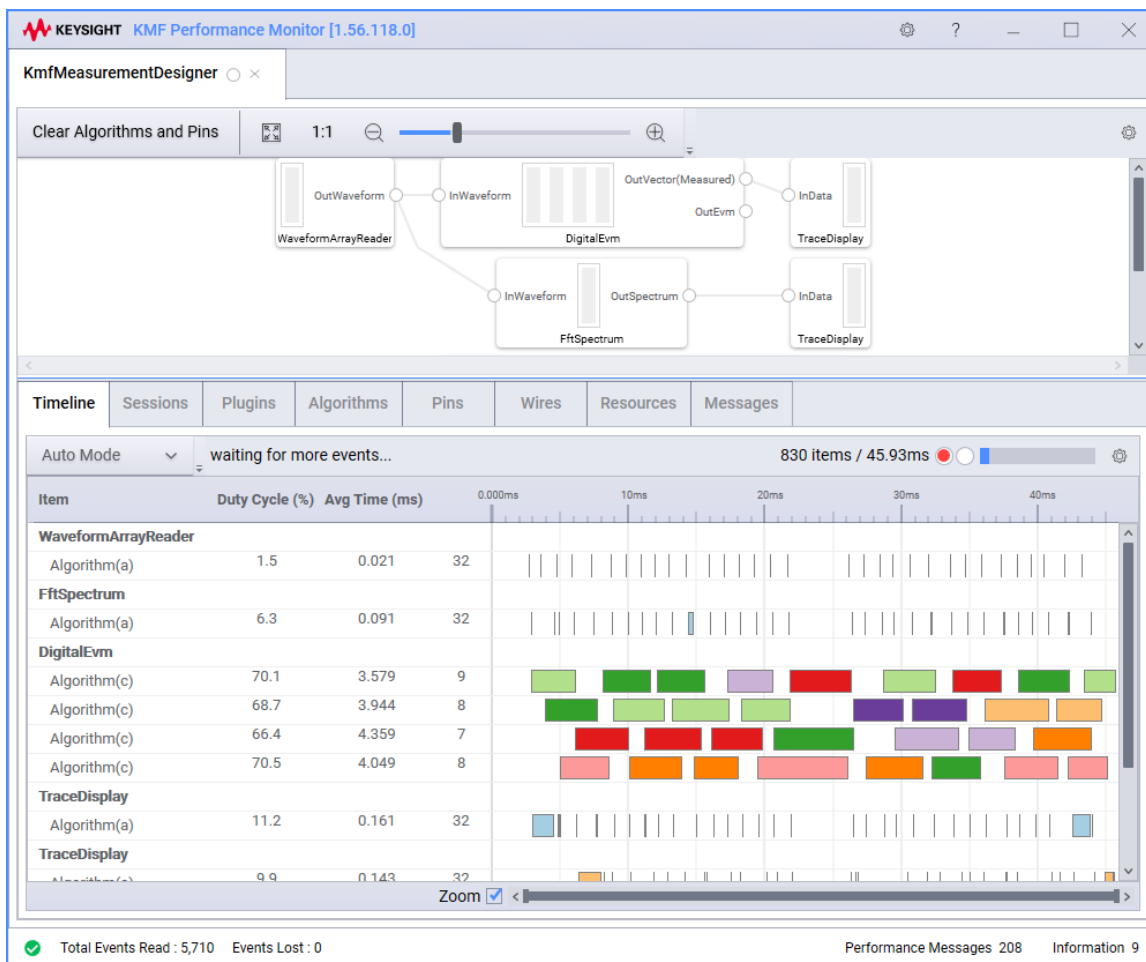 KEYSIGHT KMF Performance Monitor [1.56.118.0] ?
KmfMeasurementDesigner
Clear Algorithms and Pins 1:1
OutWaveform InWaveform OutVector(Measured) InData
OutEvm
WaveformArrayReader DigitalEvm TraceDisplay
InWaveform OutSpectrum InData
FftSpectrum TraceDisplay
Timeline Sessions Plugins Algorithms Pins Wires Resources Messages
Auto Mode waiting for more events... 830 items / 45.93ms
Item Duty Cycle (%) Avg Time (ms) 0.000ms 10ms 20ms 30ms 40ms
WaveformArrayReader
Algorithm(a) 1.5 0.021 32
FftSpectrum
Algorithm(a) 6.3 0.091 32
DigitalEvm
Algorithm(c) 70.1 3.579 9
Algorithm(c) 68.7 3.944 8
Algorithm(c) 66.4 4.359 7
Algorithm(c) 70.5 4.049 8
TraceDisplay
Algorithm(a) 11.2 0.161 32
TraceDisplay
Algorithm(a) 9.9 0.143 32
Zoom
Total Events Read : 5,710 Events Lost : 0 Performance Messages 208 Information 9